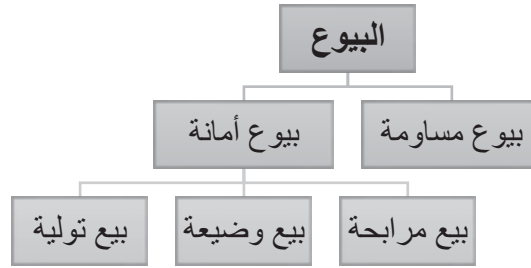 البيوع
بيوع مساومة
بيوع أمانة
بيع مرابحة
بيع وضيعة
بيع تولية